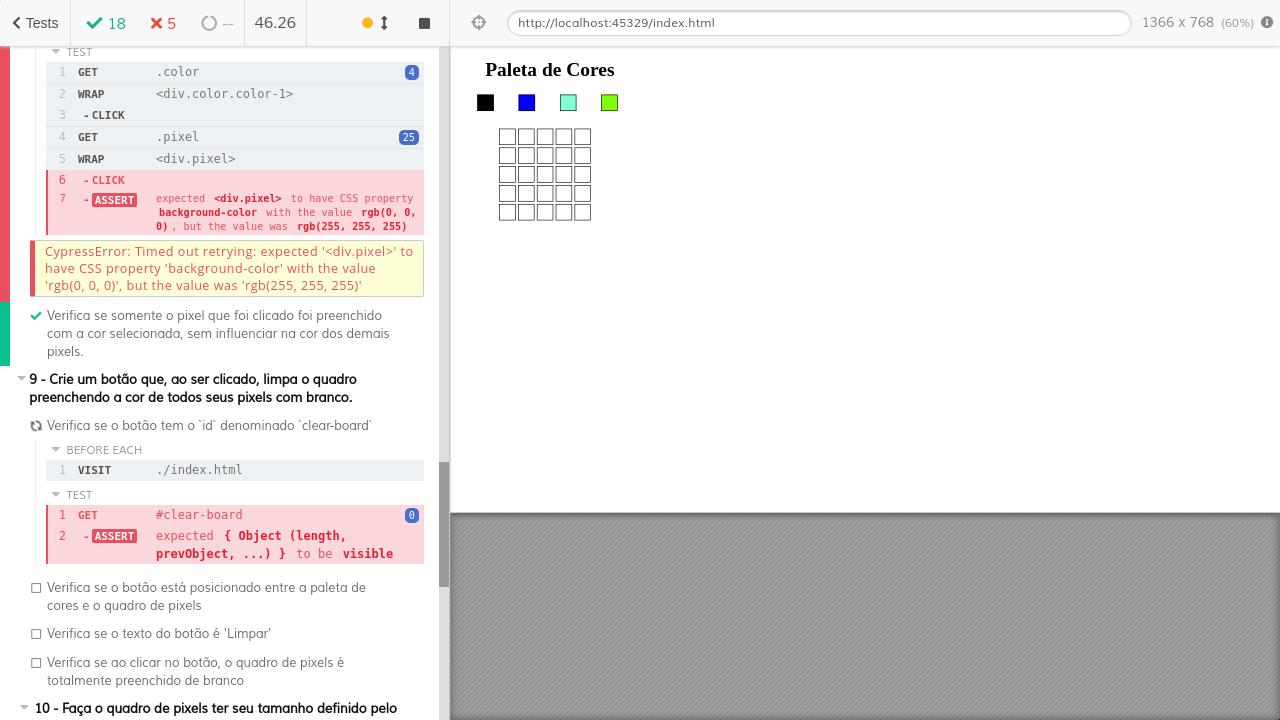 Tests 18 5 -- 46.26 http://localhost:45329/index.html 1366 x 768 (60%)
TEST
1 GET .color 4
2 WRAP <div.color.color-1>
3 - CLICK
4 GET .pixel 25
5 WRAP <div.pixel>
6 - CLICK
7 - ASSERT expected <div.pixel> to have CSS property
background-color with the value rgb(0, 0,
0) , but the value was rgb(255, 255, 255)
CypressError: Timed out retrying: expected '<div.pixel>' to
have CSS property 'background-color' with the value
'rgb(0, 0, 0)', but the value was 'rgb(255, 255, 255)'
Verifica se somente o pixel que foi clicado foi preenchido
com a cor selecionada, sem influenciar na cor dos demais
pixels.
9 - Crie um botão que, ao ser clicado, limpa o quadro
preenchendo a cor de todos seus pixels com branco.
Verifica se o botão tem o `id` denominado `clear-board`
BEFORE EACH
1 VISIT ./index.html
TEST
1 GET #clear-board 0
2 - ASSERT expected { Object (length,
prevObject, ...) } to be visible
Verifica se o botão está posicionado entre a paleta de
cores e o quadro de pixels
Verifica se o texto do botão é 'Limpar'
Verifica se ao clicar no botão, o quadro de pixels é
totalmente preenchido de branco
10 - Faça o quadro de pixels ter seu tamanho definido pelo
Paleta de Cores